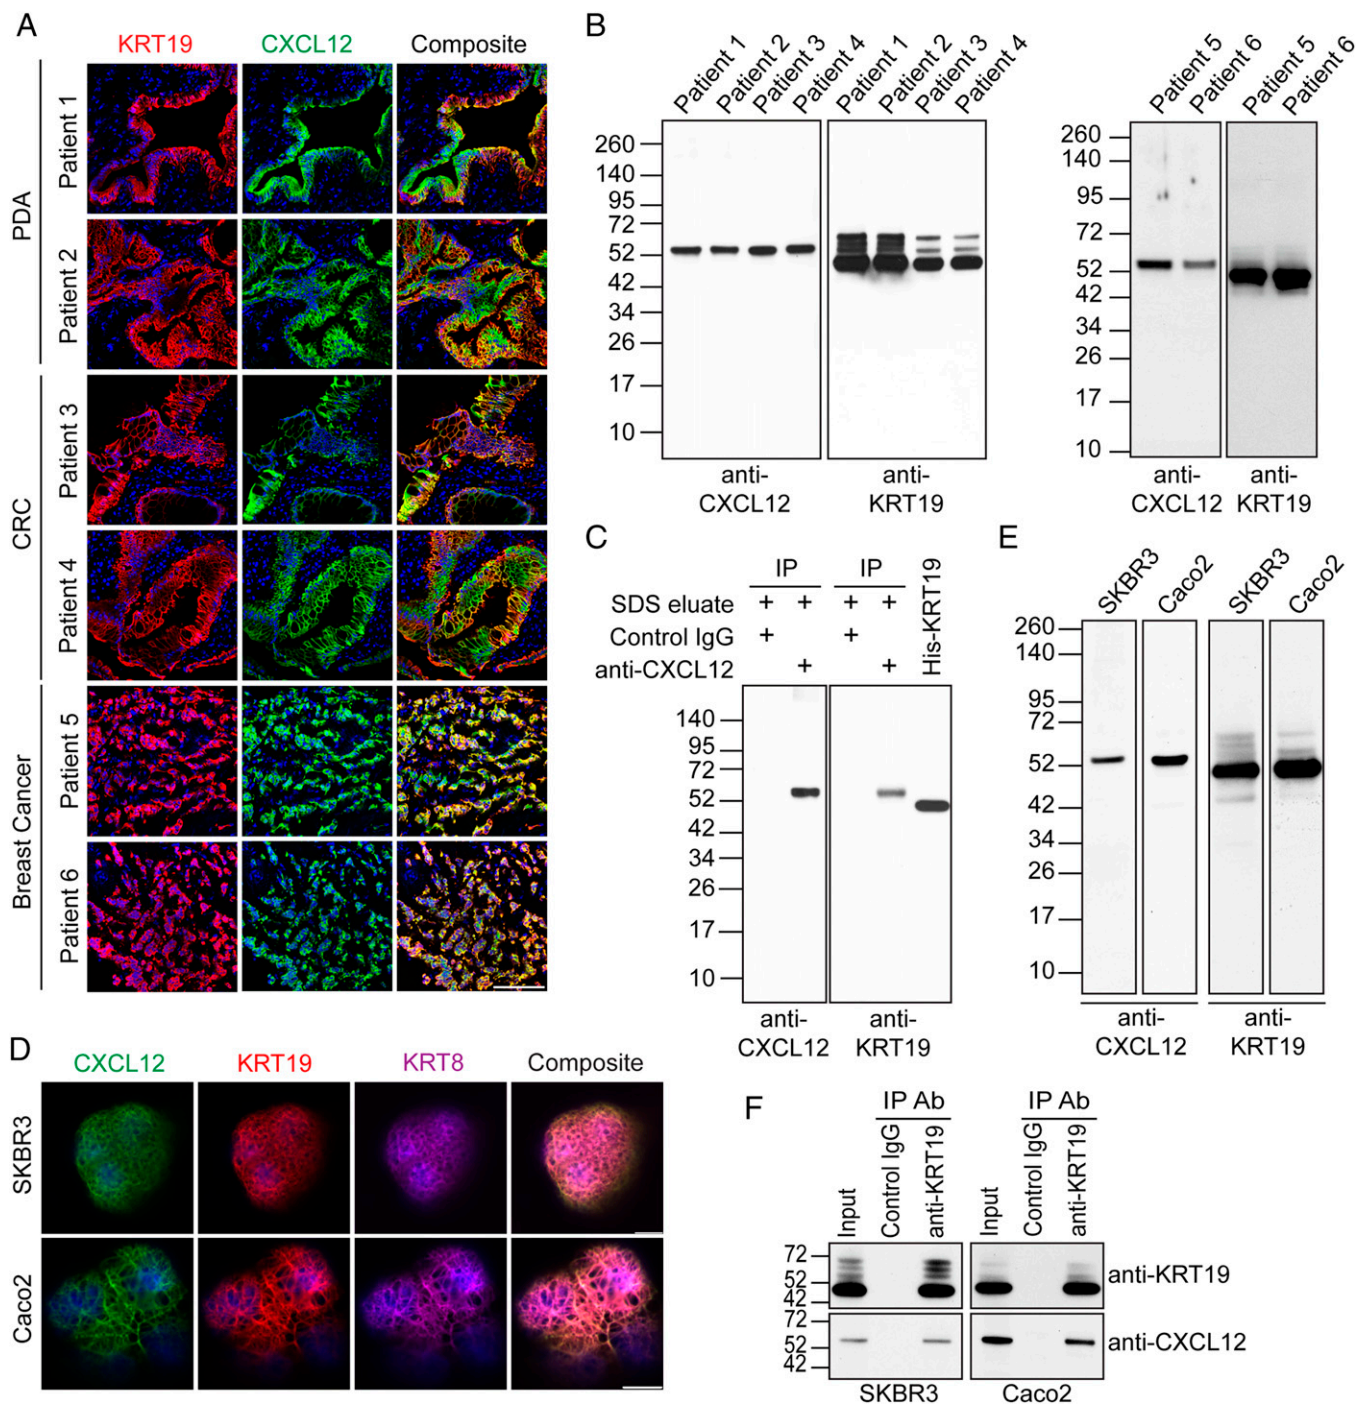 A
KRT19 CXCL12 Composite
PDA
Patient 1
Patient 2
CRC
Patient 3
Patient 4
Breast Cancer
Patient 5
Patient 6
B
Patient 1 Patient 2 Patient 3 Patient 4 Patient 1 Patient 2 Patient 3 Patient 4
260
140
95
72
52
42
34
26
17
10
anti-CXCL12
anti-KRT19
Patient 5 Patient 6 Patient 5 Patient 6
260
140
95
72
52
42
34
26
17
10
anti-CXCL12
anti-KRT19
C
IP IP
SDS eluate + + + +
Control IgG + +
anti-CXCL12 + +
His-KRT19
140
95
72
52
42
34
26
17
10
anti-CXCL12
anti-KRT19
E
SKBR3 Caco2 SKBR3 Caco2
260
140
95
72
52
42
34
26
17
10
anti-CXCL12
anti-KRT19
D
CXCL12 KRT19 KRT8 Composite
SKBR3
Caco2
F
IP Ab IP Ab
Input Control IgG anti-KRT19 Input Control IgG anti-KRT19
72
52
42
anti-KRT19
72
52
42
anti-CXCL12
SKBR3 Caco2